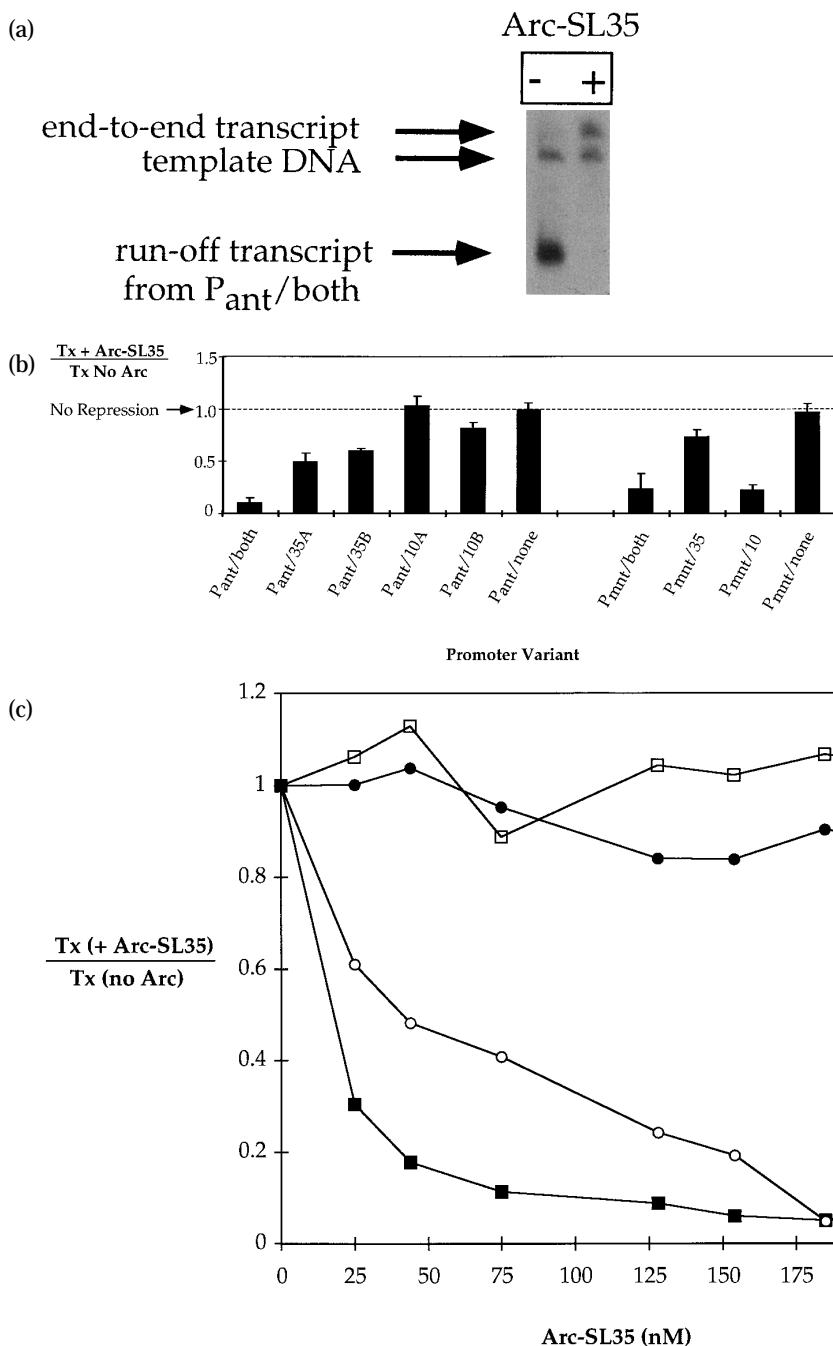 (a)
Arc-SL35
- +
end-to-end transcript
template DNA
run-off transcript
from Pant/both
(b)
Tx + Arc-SL35
Tx No Arc
No Repression
1.5
1.0
0.5
0
Pant/both
Pant/35A
Pant/35B
Pant/10A
Pant/10B
Pant/none
Pmnt/both
Pmnt/35
Pmnt/10
Pmnt/none
Promoter Variant
(c)
1.2
1
0.8
0.6
0.4
0.2
0
Tx (+ Arc-SL35)
Tx (no Arc)
0 25 50 75 100 125 150 175
Arc-SL35 (nM)